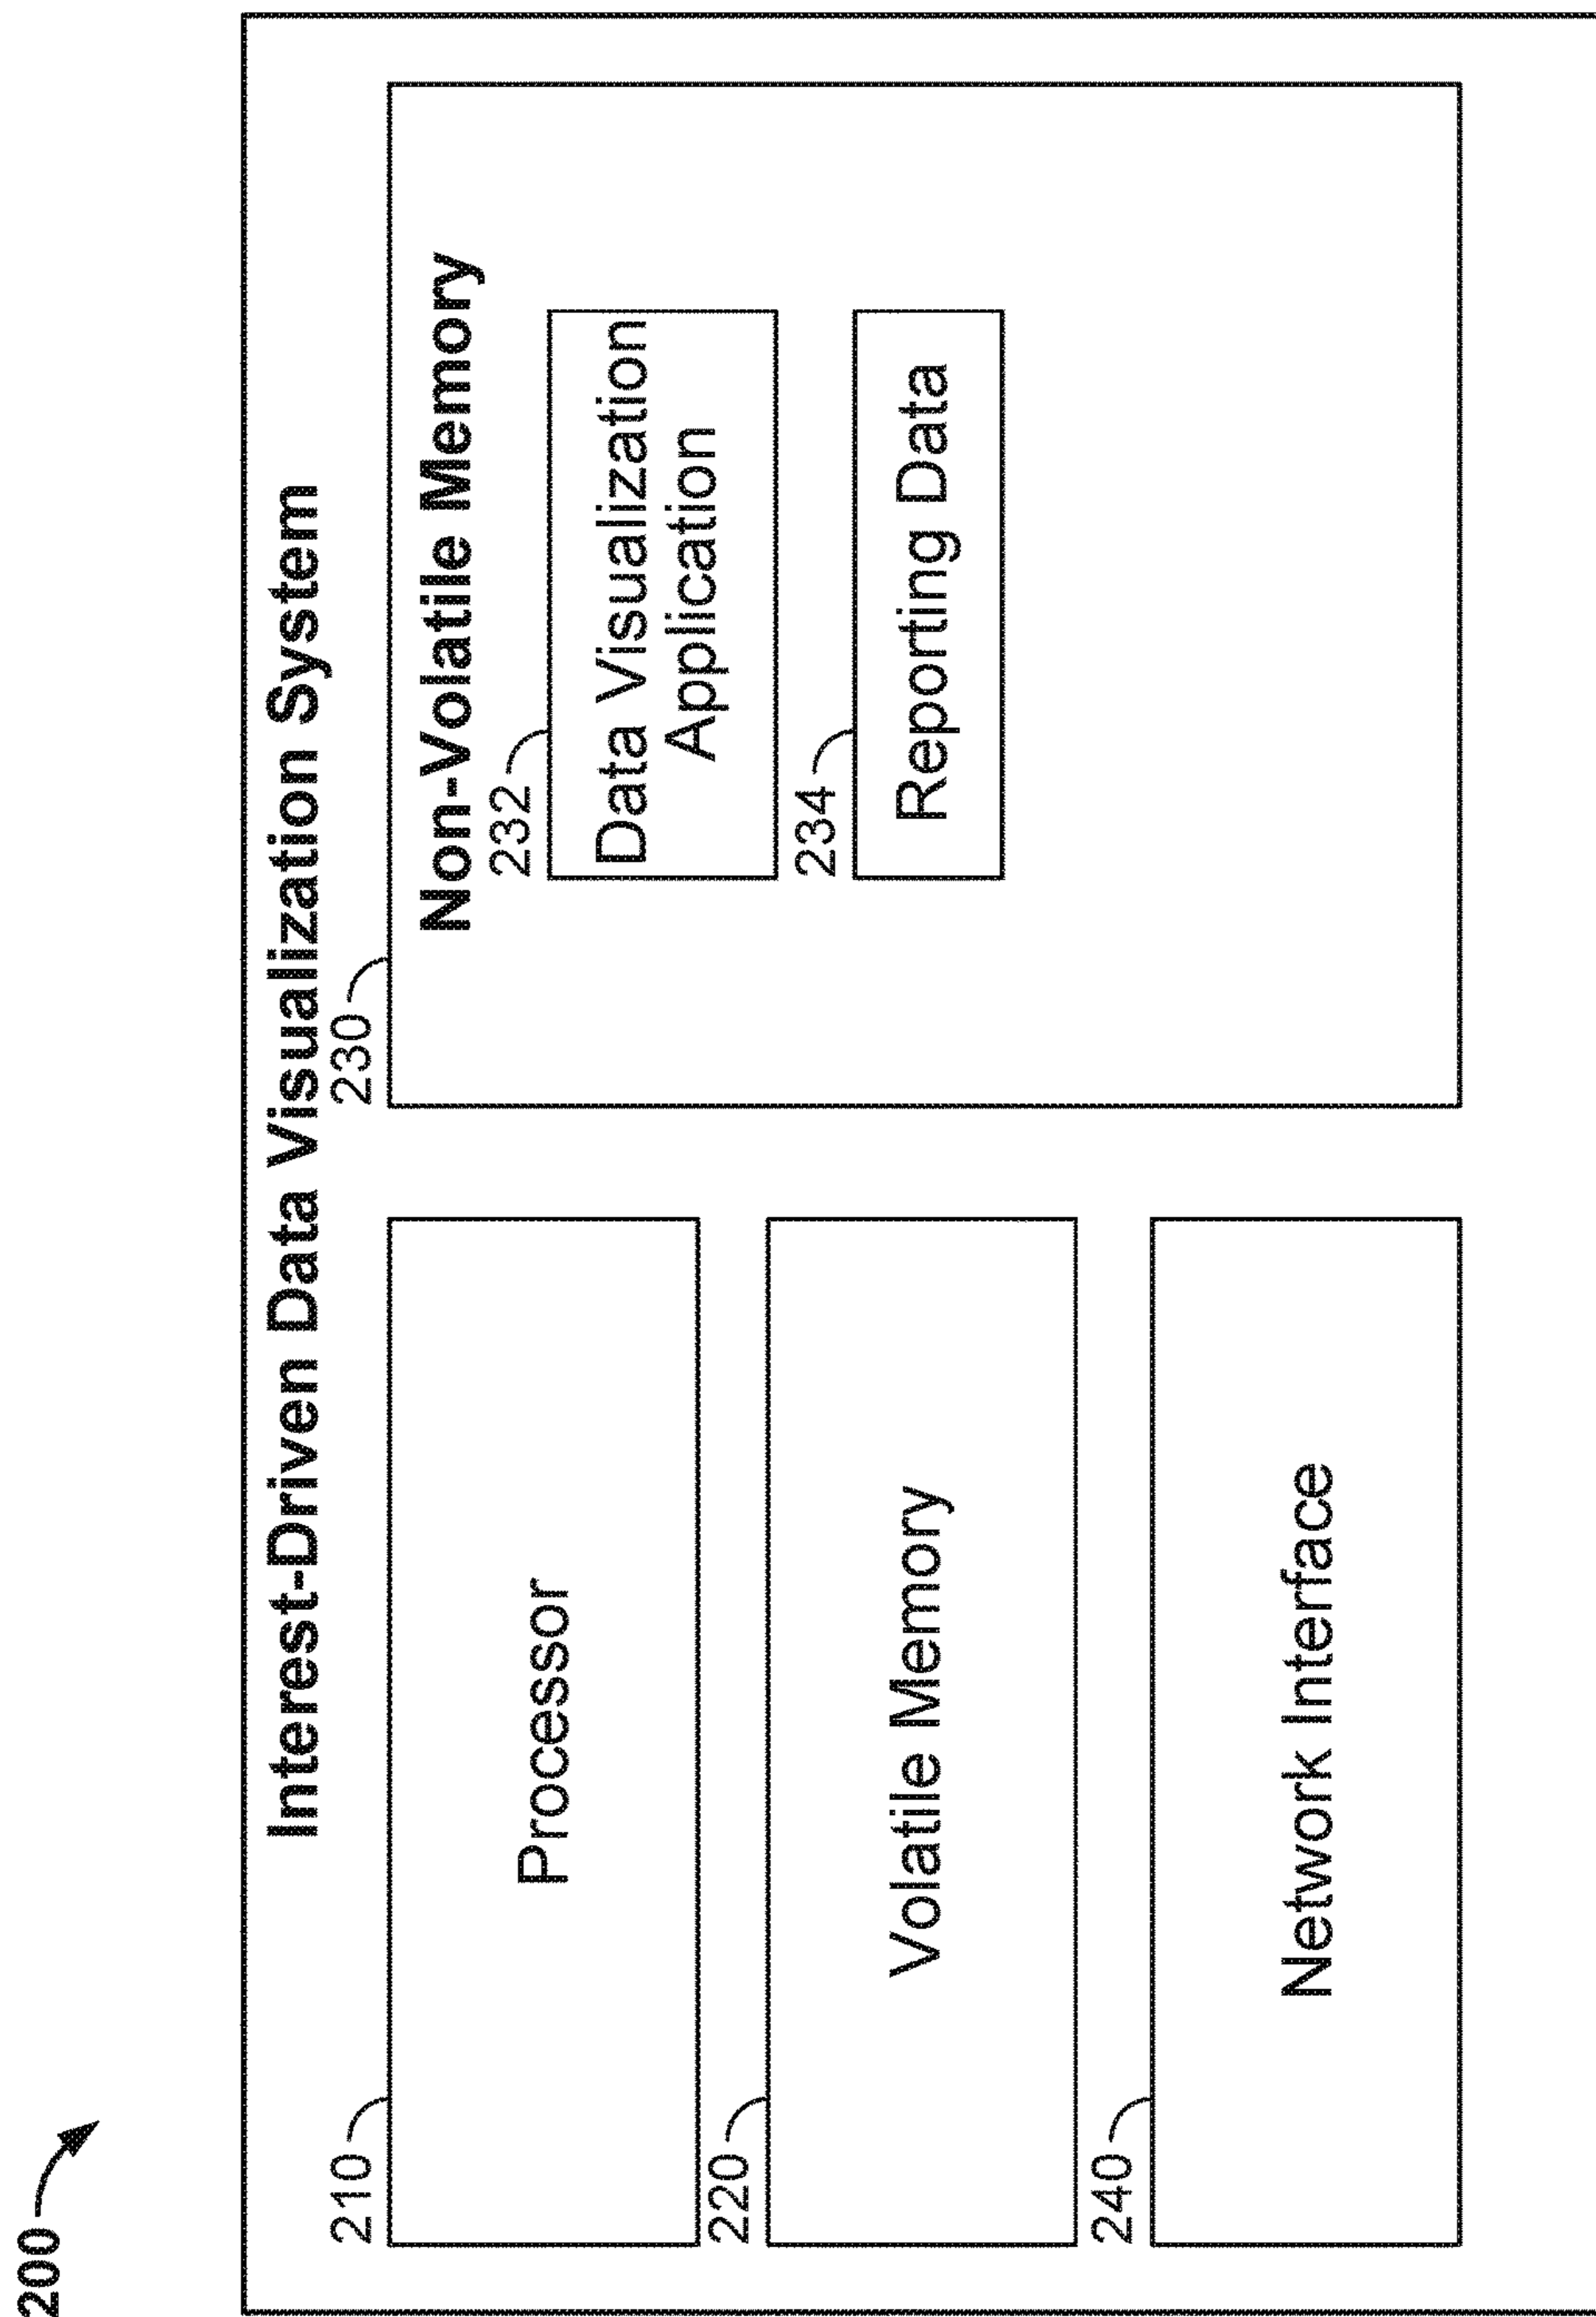 200
Interest-Driven Data Visualization System
210
Processor
220
Volatile Memory
240
Network Interface
230
Non-Volatile Memory
232
Data Visualization
Application
234
Reporting Data